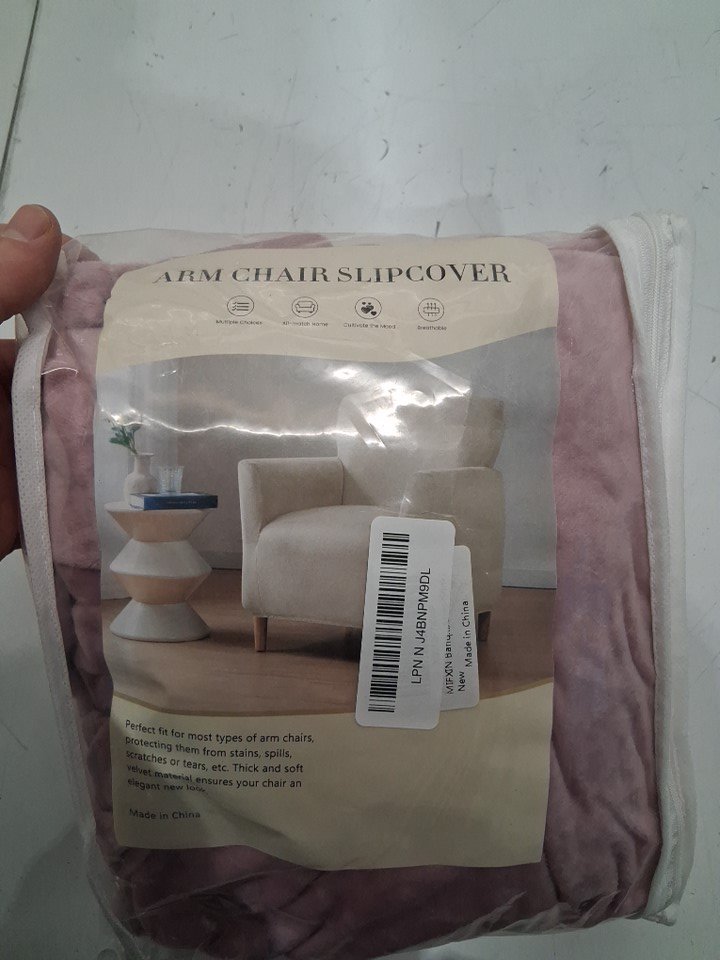 ARM CHAIR SLIPCOVER
Multiple Choices
All-match Home
Cultivate the Mood
Breathable
LPN N J4BNPM9DL
MIFXIN
New
Made in China
Perfect fit for most types of arm chairs,
protecting them from stains, spills,
scratches or tears, etc. Thick and soft
velvet material ensures your chair an
elegant new look.
Made in China